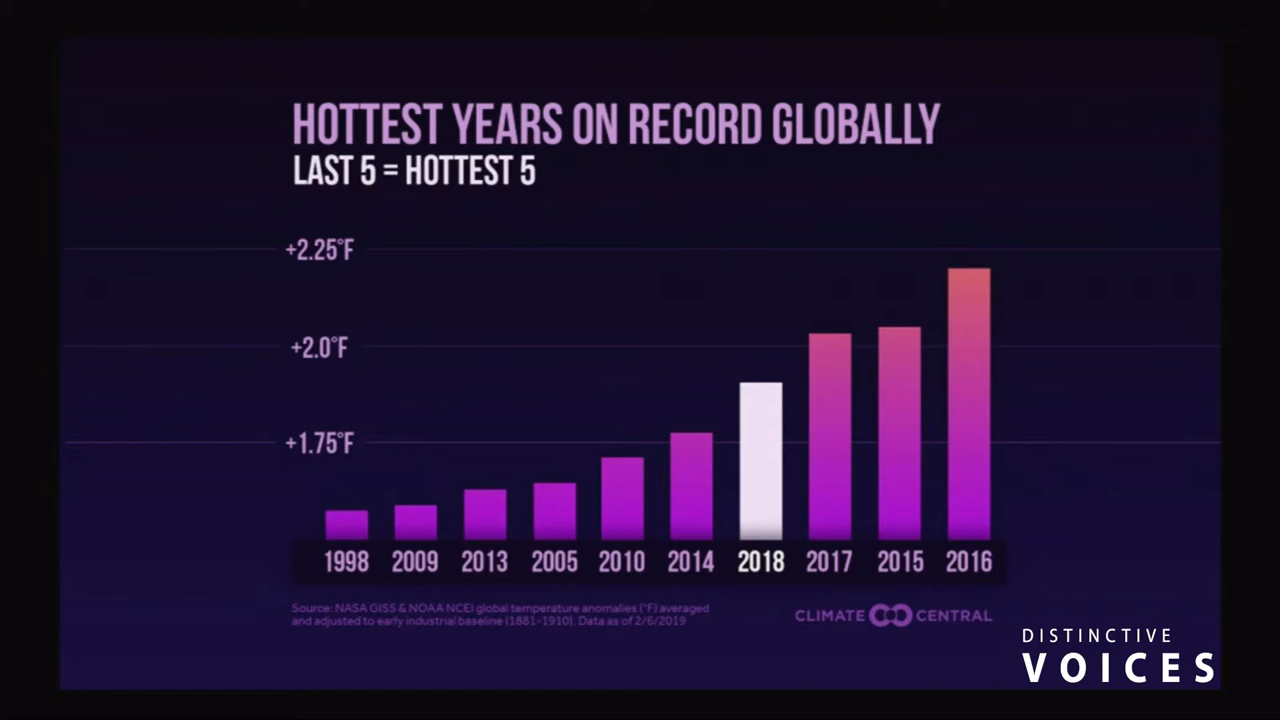 HOTTEST YEARS ON RECORD GLOBALLY
LAST 5 = HOTTEST 5
+2.25°F
+2.0°F
+1.75°F
1998 2009 2013 2005 2010 2014 2018 2017 2015 2016
Source: NASA GISS & NOAA NCEI global temperature anomalies (°F) averaged
and adjusted to early industrial baseline (1881-1910). Data as of 2/6/2019
CLIMATE CENTRAL
DISTINCTIVE
VOICES